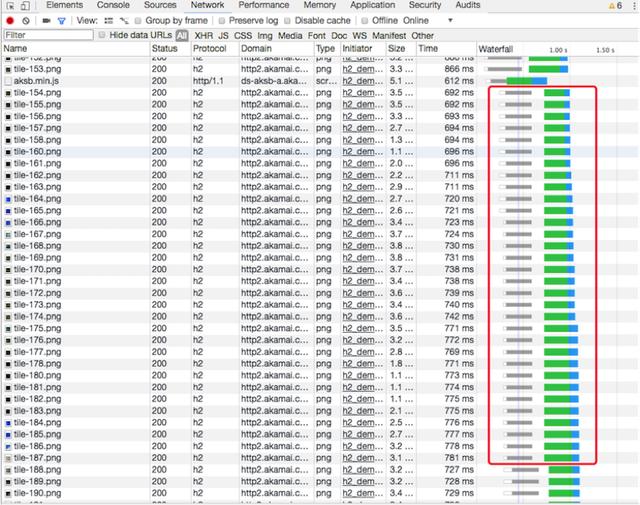 Elements Console Sources Network Performance Memory Application Security Audits 6
View: Group by frame Preserve log Disable cache Offline Online
Filter Hide data URLs All XHR JS CSS Img Media Font Doc WS Manifest Other
Name Status Protocol Domain Type Initiator Size Time Waterfall 1.00 s 1.50 s
tile-153.png 200 h2 http2.akamai.c... png h2_dem... 3.3 ... 666 ms
aksb.min.js 200 http/1.1 ds-aksb-a.aka... scr... h2_dem... 5.1 ... 612 ms
tile-154.png 200 h2 http2.akamai.c... png h2_dem... 3.5 ... 692 ms
tile-155.png 200 h2 http2.akamai.c... png h2_dem... 3.5 ... 692 ms
tile-156.png 200 h2 http2.akamai.c... png h2_dem... 3.3 ... 693 ms
tile-157.png 200 h2 http2.akamai.c... png h2_dem... 2.7 ... 694 ms
tile-158.png 200 h2 http2.akamai.c... png h2_dem... 1.3 ... 694 ms
tile-160.png 200 h2 http2.akamai.c... png h2_dem... 1.1 ... 696 ms
tile-161.png 200 h2 http2.akamai.c... png h2_dem... 2.0 ... 696 ms
tile-162.png 200 h2 http2.akamai.c... png h2_dem... 2.2 ... 711 ms
tile-163.png 200 h2 http2.akamai.c... png h2_dem... 2.9 ... 711 ms
tile-164.png 200 h2 http2.akamai.c... png h2_dem... 2.7 ... 720 ms
tile-165.png 200 h2 http2.akamai.c... png h2_dem... 2.6 ... 721 ms
tile-166.png 200 h2 http2.akamai.c... png h2_dem... 3.4 ... 723 ms
tile-167.png 200 h2 http2.akamai.c... png h2_dem... 3.7 ... 724 ms
tile-168.png 200 h2 http2.akamai.c... png h2_dem... 3.8 ... 730 ms
tile-169.png 200 h2 http2.akamai.c... png h2_dem... 3.8 ... 731 ms
tile-170.png 200 h2 http2.akamai.c... png h2_dem... 3.7 ... 738 ms
tile-171.png 200 h2 http2.akamai.c... png h2_dem... 3.4 ... 738 ms
tile-172.png 200 h2 http2.akamai.c... png h2_dem... 3.6 ... 739 ms
tile-173.png 200 h2 http2.akamai.c... png h2_dem... 3.4 ... 740 ms
tile-174.png 200 h2 http2.akamai.c... png h2_dem... 3.6 ... 742 ms
tile-175.png 200 h2 http2.akamai.c... png h2_dem... 3.5 ... 771 ms
tile-176.png 200 h2 http2.akamai.c... png h2_dem... 3.2 ... 772 ms
tile-177.png 200 h2 http2.akamai.c... png h2_dem... 2.8 ... 769 ms
tile-178.png 200 h2 http2.akamai.c... png h2_dem... 1.8 ... 771 ms
tile-180.png 200 h2 http2.akamai.c... png h2_dem... 1.1 ... 773 ms
tile-181.png 200 h2 http2.akamai.c... png h2_dem... 1.1 ... 774 ms
tile-182.png 200 h2 http2.akamai.c... png h2_dem... 1.1 ... 775 ms
tile-183.png 200 h2 http2.akamai.c... png h2_dem... 2.1 ... 775 ms
tile-184.png 200 h2 http2.akamai.c... png h2_dem... 2.5 ... 776 ms
tile-185.png 200 h2 http2.akamai.c... png h2_dem... 2.7 ... 777 ms
tile-186.png 200 h2 http2.akamai.c... png h2_dem... 3.2 ... 778 ms
tile-187.png 200 h2 http2.akamai.c... png h2_dem... 3.1 ... 781 ms
tile-188.png 200 h2 http2.akamai.c... png h2_dem... 3.2 ... 727 ms
tile-189.png 200 h2 http2.akamai.c... png h2_dem... 3.2 ... 728 ms
tile-190.png 200 h2 http2.akamai.c... png h2_dem... 3.4 ... 729 ms